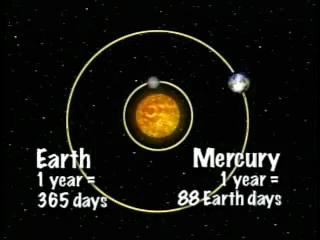 Earth
1 year =
365 days
Mercury
1 year =
88 Earth days